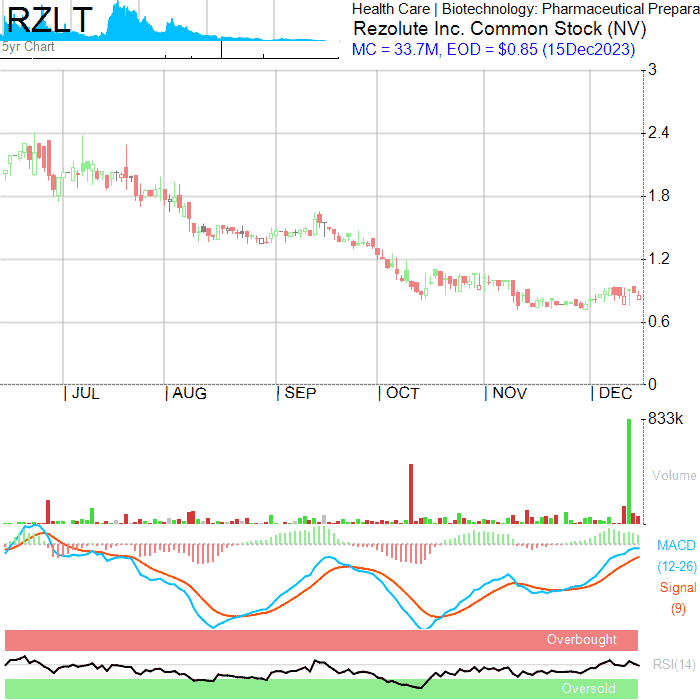 RZLT
5yr Chart
Health Care | Biotechnology: Pharmaceutical Prepara
Rezolute Inc. Common Stock (NV)
MC = 33.7M, EOD = $0.85 (15Dec2023)
3
2.4
1.8
1.2
0.6
0
JUL AUG SEP OCT NOV DEC
833k
Volume
MACD
(12-26)
Signal
(9)
Overbought
RSI(14)
Oversold